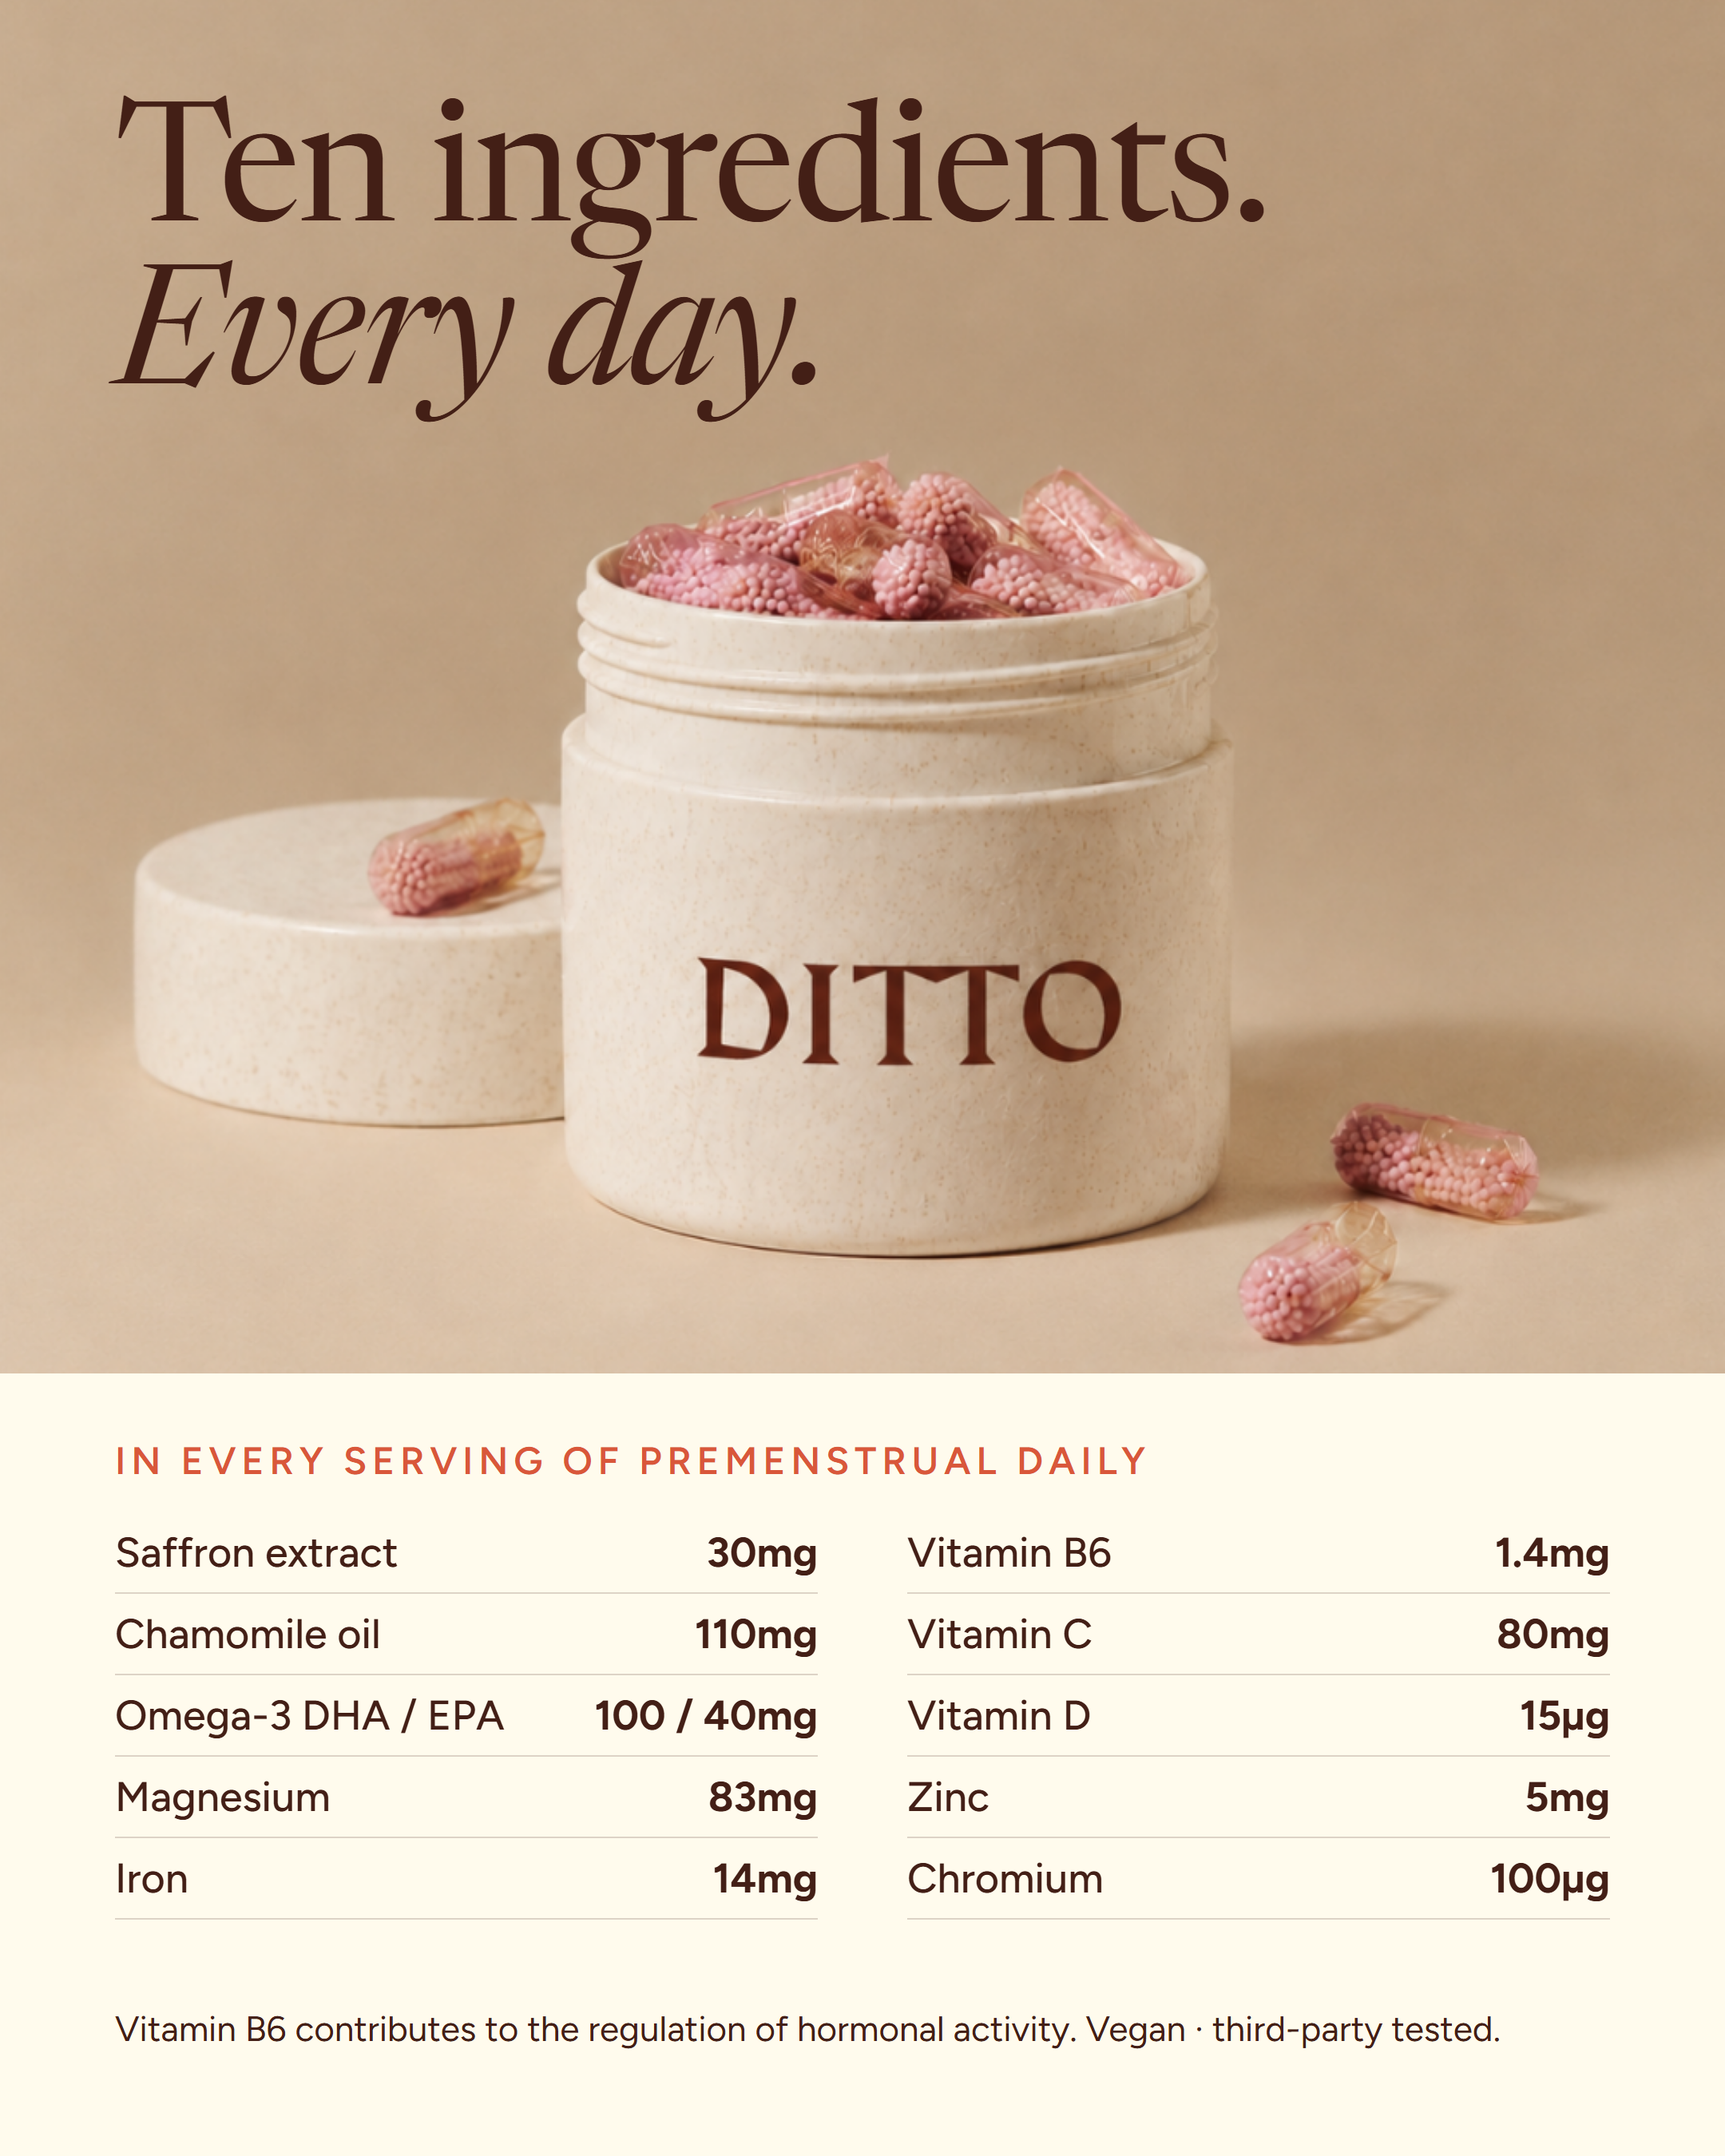 Ten ingredients.
Every day.
DITTO
IN EVERY SERVING OF PREMENSTRUAL DAILY
Saffron extract 30mg
Chamomile oil 110mg
Omega-3 DHA / EPA 100 / 40mg
Magnesium 83mg
Iron 14mg
Vitamin B6 1.4mg
Vitamin C 80mg
Vitamin D 15µg
Zinc 5mg
Chromium 100µg
Vitamin B6 contributes to the regulation of hormonal activity. Vegan · third-party tested.